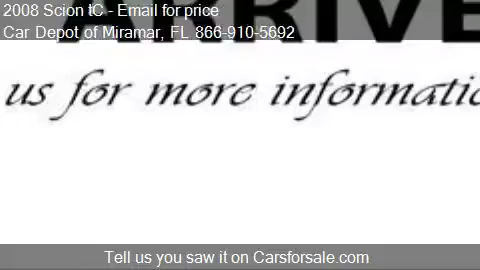 2008 Scion tC - Email for price
Car Depot of Miramar, FL 866-910-5692
us for more
Tell us you saw it on Carsforsale.com